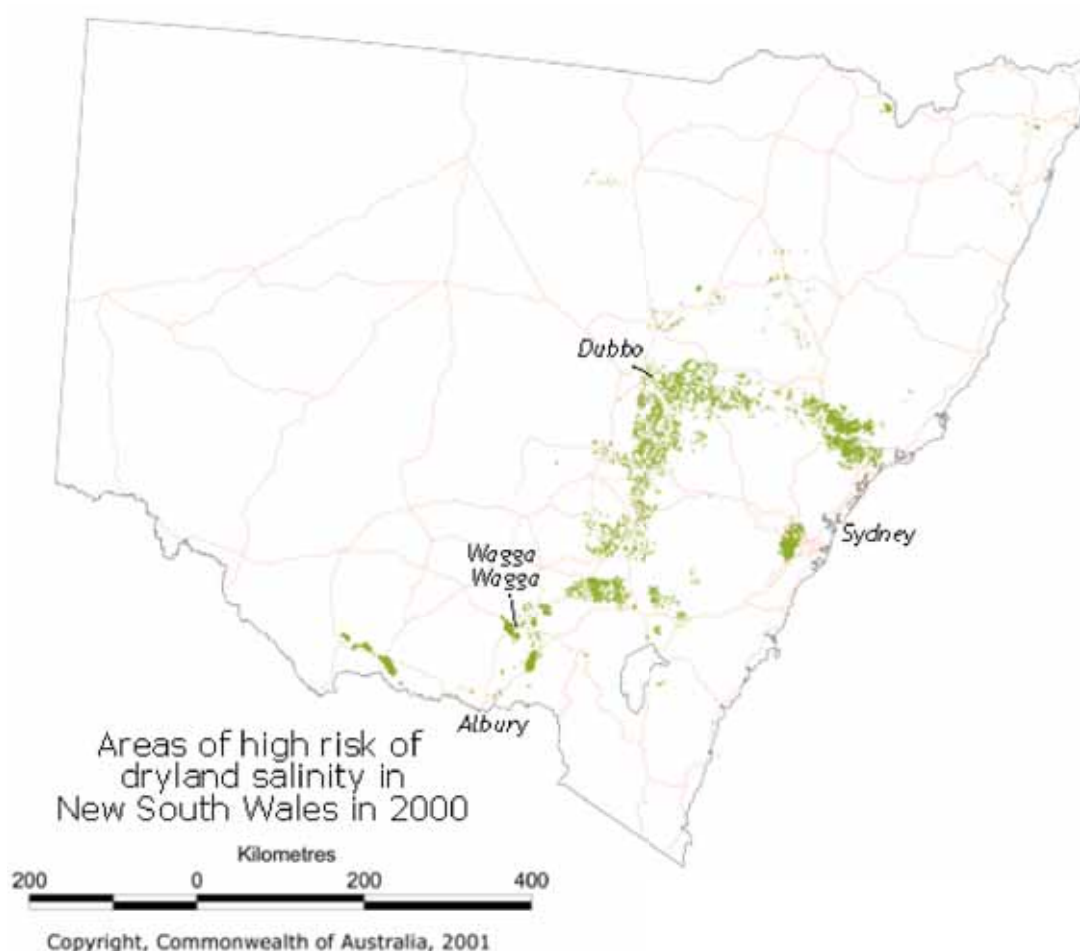 Dubbo
Sydney
Wagga
Wagga
Albury
Areas of high risk of
dryland salinity in
New South Wales in 2000
Kilometres
200 0 200 400
Copyright, Commonwealth of Australia, 2001